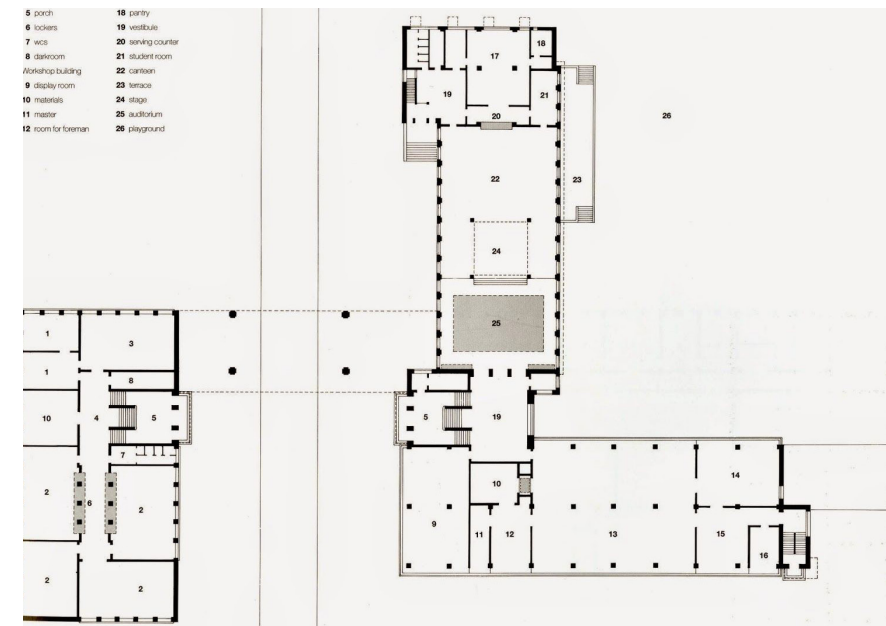 5 porch
6 lockers
7 wcs
8 darkroom
Workshop building
9 display room
10 materials
11 master
12 room for foreman
18 pantry
19 vestibule
20 serving counter
21 student room
22 canteen
23 terrace
24 stage
25 auditorium
26 playground
18
17
19
21
20
26
22
23
24
25
1
3
1
8
10
4
5
5
19
7
2
6
2
10
14
9
11
12
13
15
16
2
2